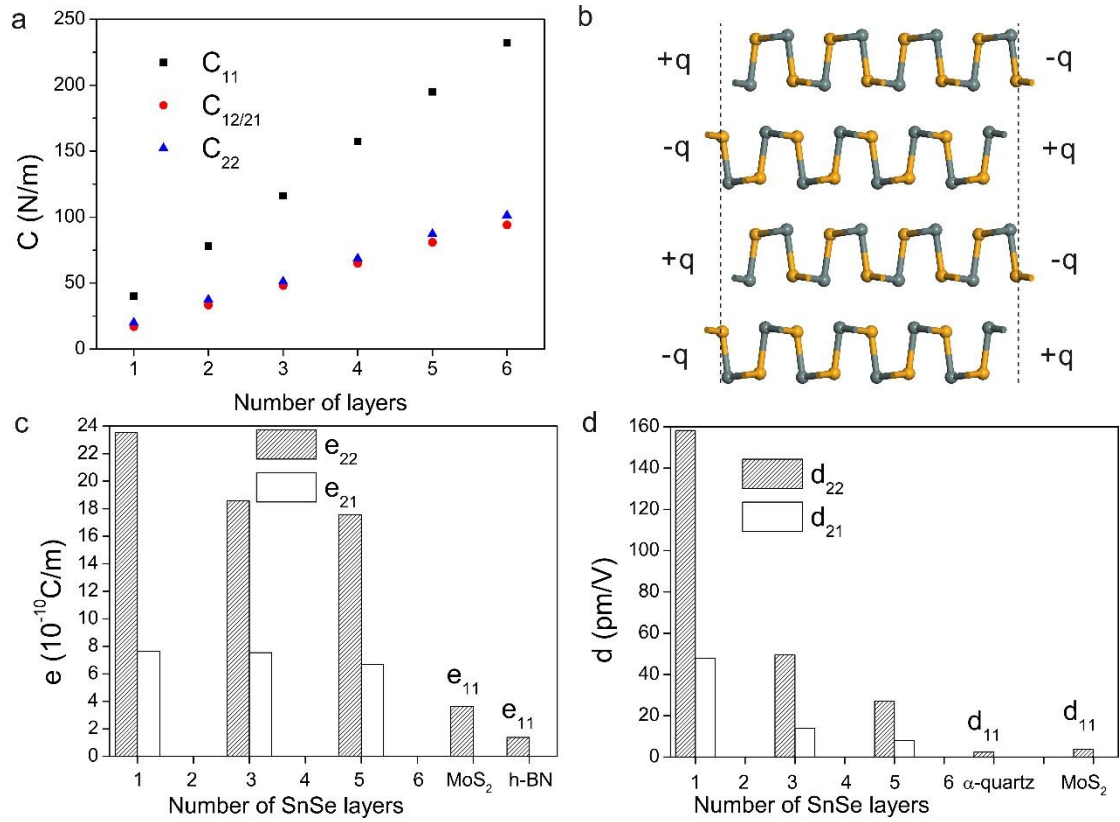 a
250
200
150
100
50
0
C (N/m)
C₁₁
C₁₂/₂₁
C₂₂
1 2 3 4 5 6
Number of layers
b
+q -q
-q +q
+q -q
-q +q
c
24
22
20
18
16
14
12
10
8
6
4
2
0
e (10⁻¹⁰C/m)
e₂₂
e₂₁
e₁₁
e₁₁
1 2 3 4 5 6 MoS₂ h-BN
Number of SnSe layers
d
160
140
120
100
80
60
40
20
0
d (pm/V)
d₂₂
d₂₁
d₁₁
d₁₁
1 2 3 4 5 6 α-quartz MoS₂
Number of SnSe layers